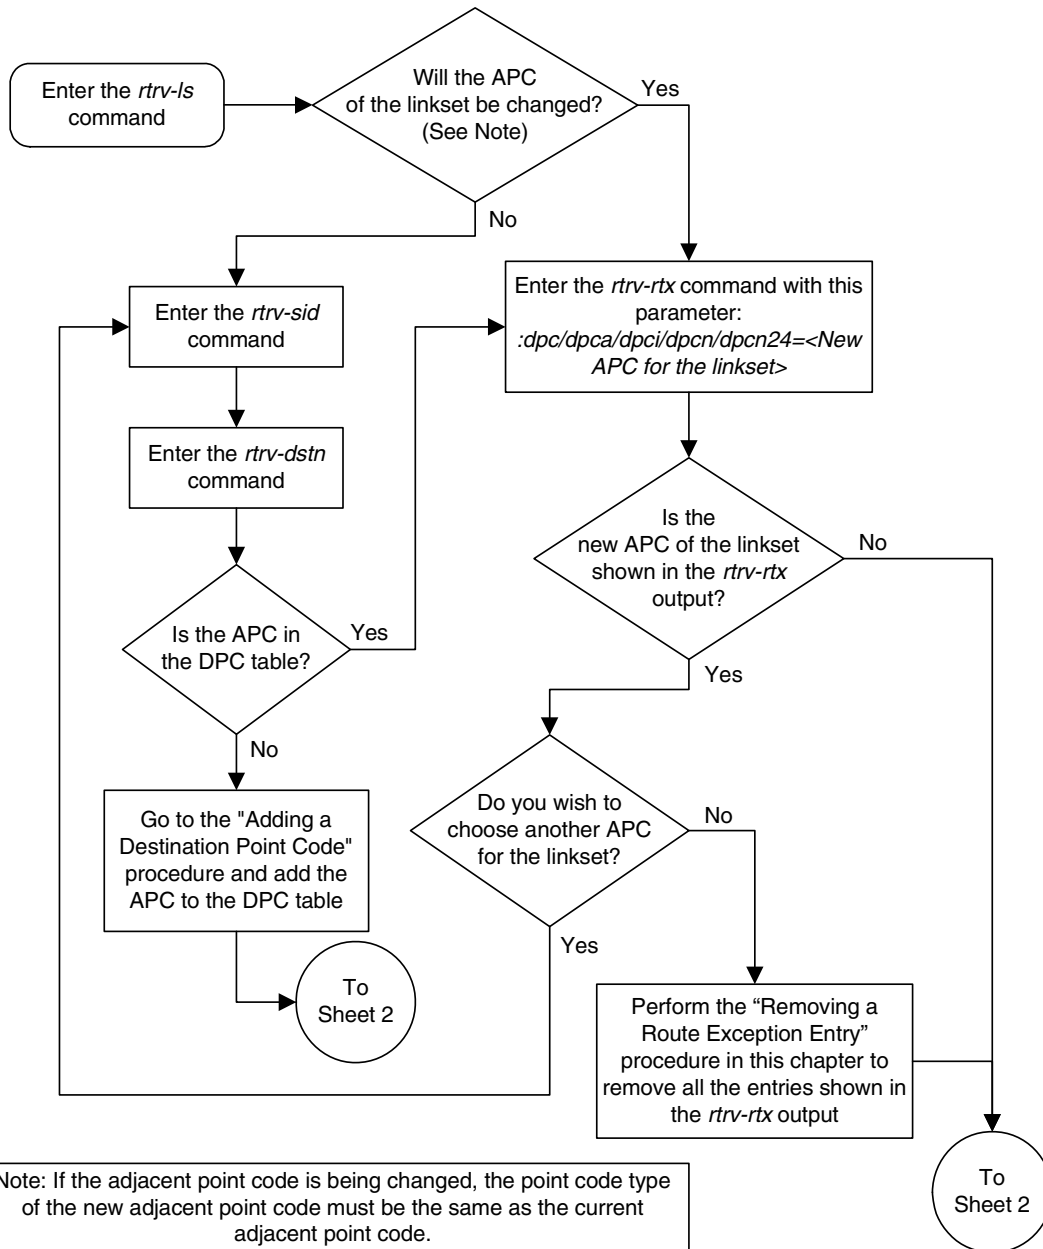 Enter the rtrv-ls
command
Will the APC
of the linkset be changed?
(See Note)
Yes
No
Enter the rtrv-sid
command
Enter the rtrv-rtx command with this
parameter:
:dpc/dpca/dpci/dpcn/dpcn24=<New
APC for the linkset>
Enter the rtrv-dstn
command
Is the
new APC of the linkset
shown in the rtrv-rtx
output?
No
Yes
Is the APC in
the DPC table?
Yes
No
Go to the "Adding a
Destination Point Code"
procedure and add the
APC to the DPC table
Do you wish to
choose another APC
for the linkset?
No
Yes
To
Sheet 2
Perform the “Removing a
Route Exception Entry”
procedure in this chapter to
remove all the entries shown in
the rtrv-rtx output
To
Sheet 2
Note: If the adjacent point code is being changed, the point code type
of the new adjacent point code must be the same as the current
adjacent point code.